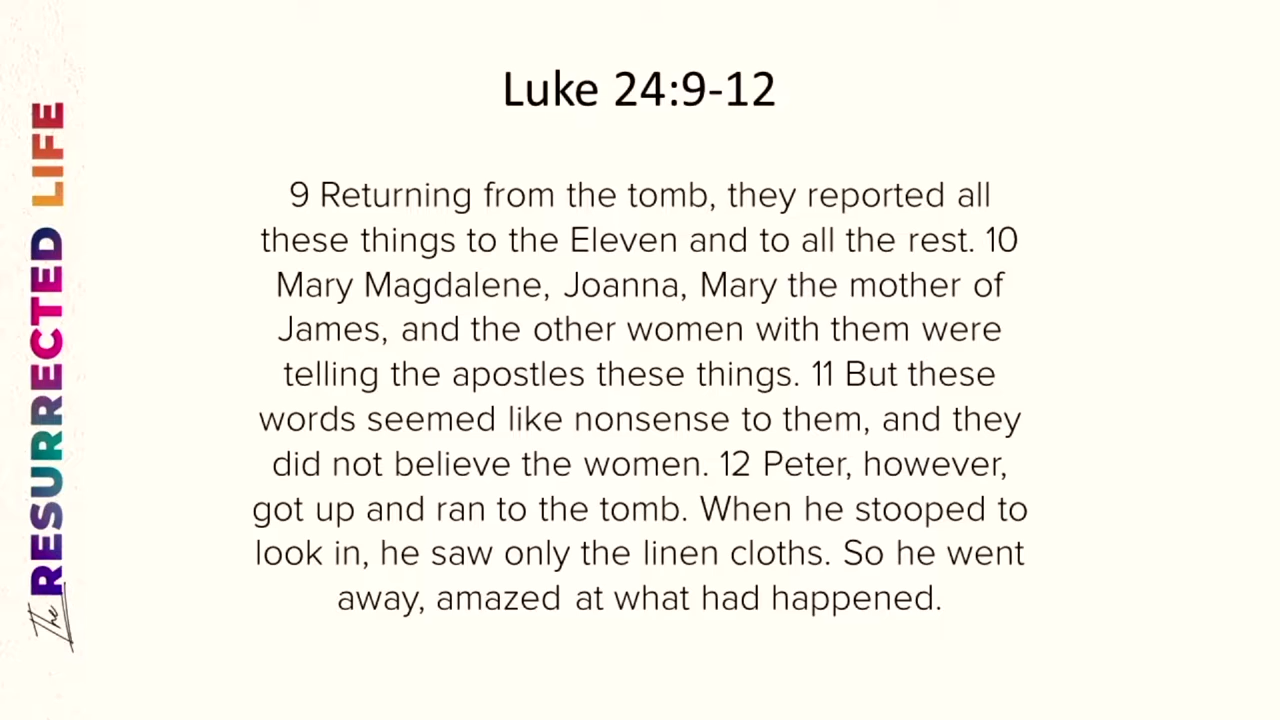 Luke 24:9-12
9 Returning from the tomb, they reported all
these things to the Eleven and to all the rest. 10
Mary Magdalene, Joanna, Mary the mother of
James, and the other women with them were
telling the apostles these things. 11 But these
words seemed like nonsense to them, and they
did not believe the women. 12 Peter, however,
got up and ran to the tomb. When he stooped to
look in, he saw only the linen cloths. So he went
away, amazed at what had happened.
The RESURRECTED LIFE